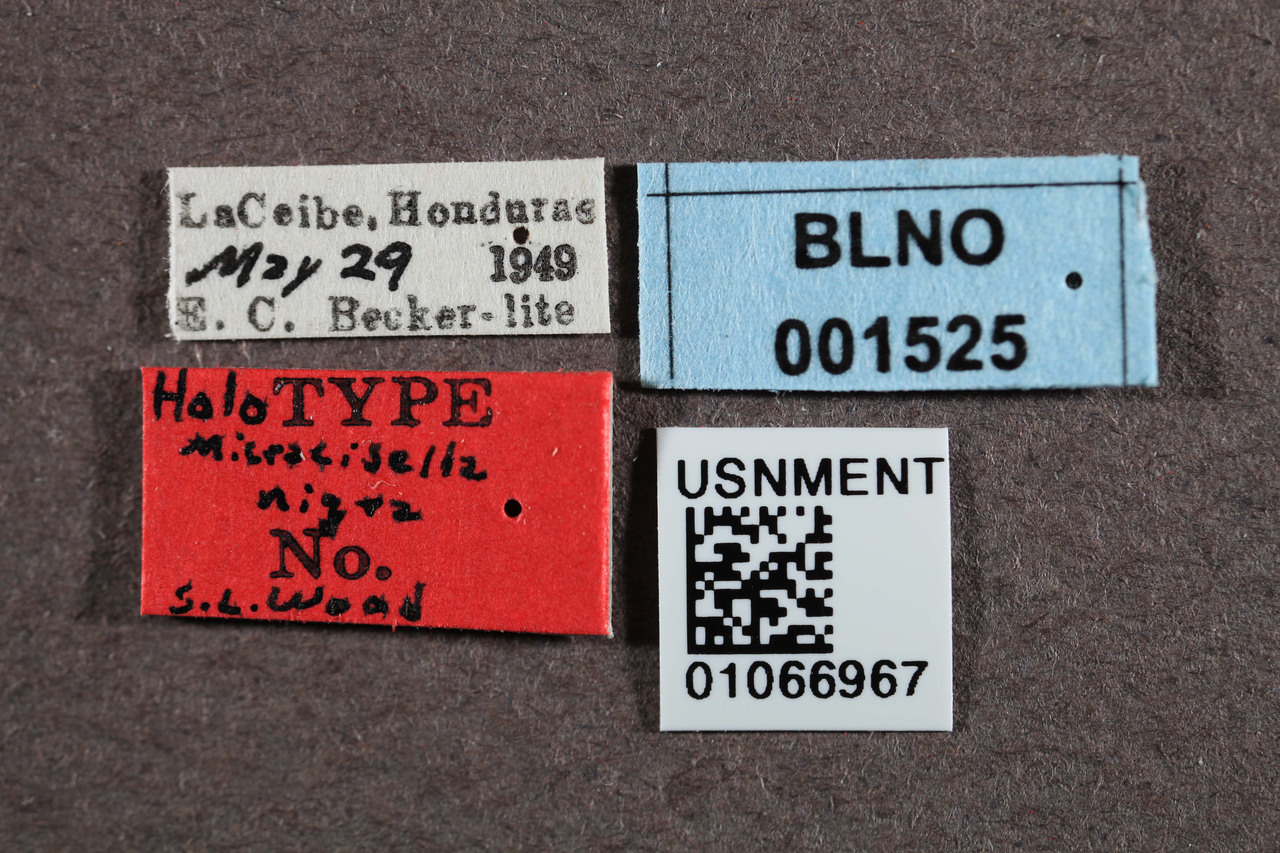 LaCeibe, Honduras
May 29 1949
E. C. Becker-lite
BLNO
001525
HoloTYPE
Micracisella
nigra
No.
S.L.Wood
USNMENT
01066967